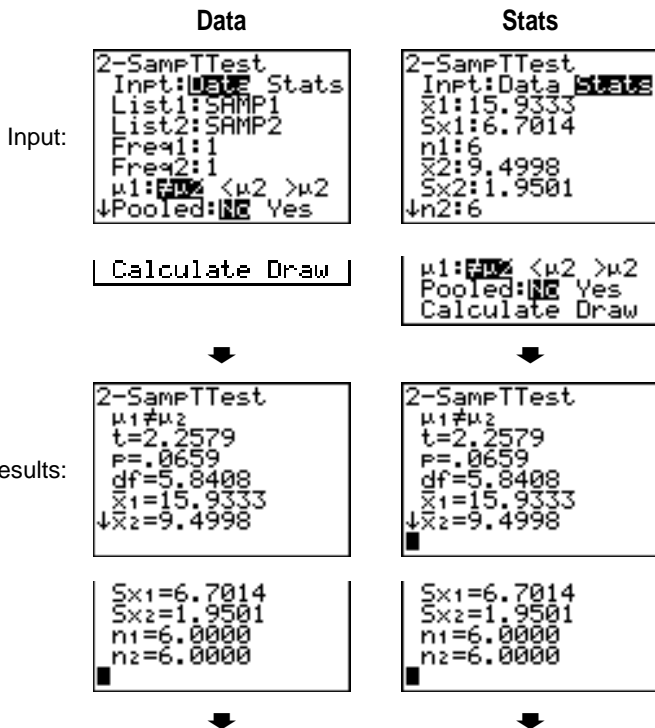 Data
Stats
Input:
2-SampTTest
Inpt:Data Stats
List1:SAMP1
List2:SAMP2
Freq1:1
Freq2:1
μ1:≠μ2 <μ2 >μ2
↓Pooled:No Yes
Calculate Draw
2-SampTTest
Inpt:Data Stats
x̄1:15.9333
Sx1:6.7014
n1:6
x̄2:9.4998
Sx2:1.9501
↓n2:6
μ1:≠μ2 <μ2 >μ2
Pooled:No Yes
Calculate Draw
esults:
2-SampTTest
μ1≠μ2
t=2.2579
p=.0659
df=5.8408
x̄1=15.9333
↓x̄2=9.4998
Sx1=6.7014
Sx2=1.9501
n1=6.0000
n2=6.0000
2-SampTTest
μ1≠μ2
t=2.2579
p=.0659
df=5.8408
x̄1=15.9333
↓x̄2=9.4998
Sx1=6.7014
Sx2=1.9501
n1=6.0000
n2=6.0000